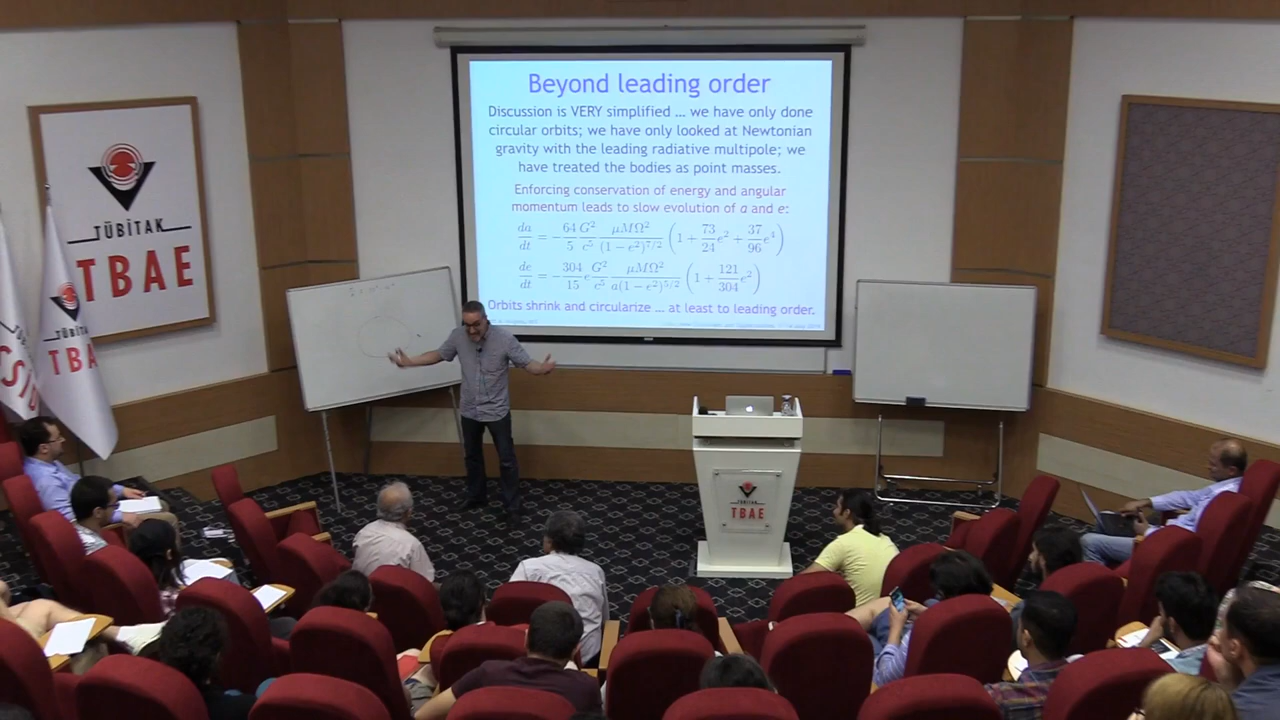 Beyond leading order
Discussion is VERY simplified … we have only done
circular orbits; we have only looked at Newtonian
gravity with the leading radiative multipole; we
have treated the bodies as point masses.
Enforcing conservation of energy and angular
momentum leads to slow evolution of a and e:
da/dt = −64/5 G²/c⁵ μMΩ²/(1 − e²)^{7/2} (1 + 73/24 e² + 37/96 e⁴)
de/dt = −304/15 e G²/c⁵ μMΩ²/a(1 − e²)^{5/2} (1 + 121/304 e²)
Orbits shrink and circularize … at least to leading order.
TÜBİTAK
TBAE
TÜBİTAK
TBA
TBAE